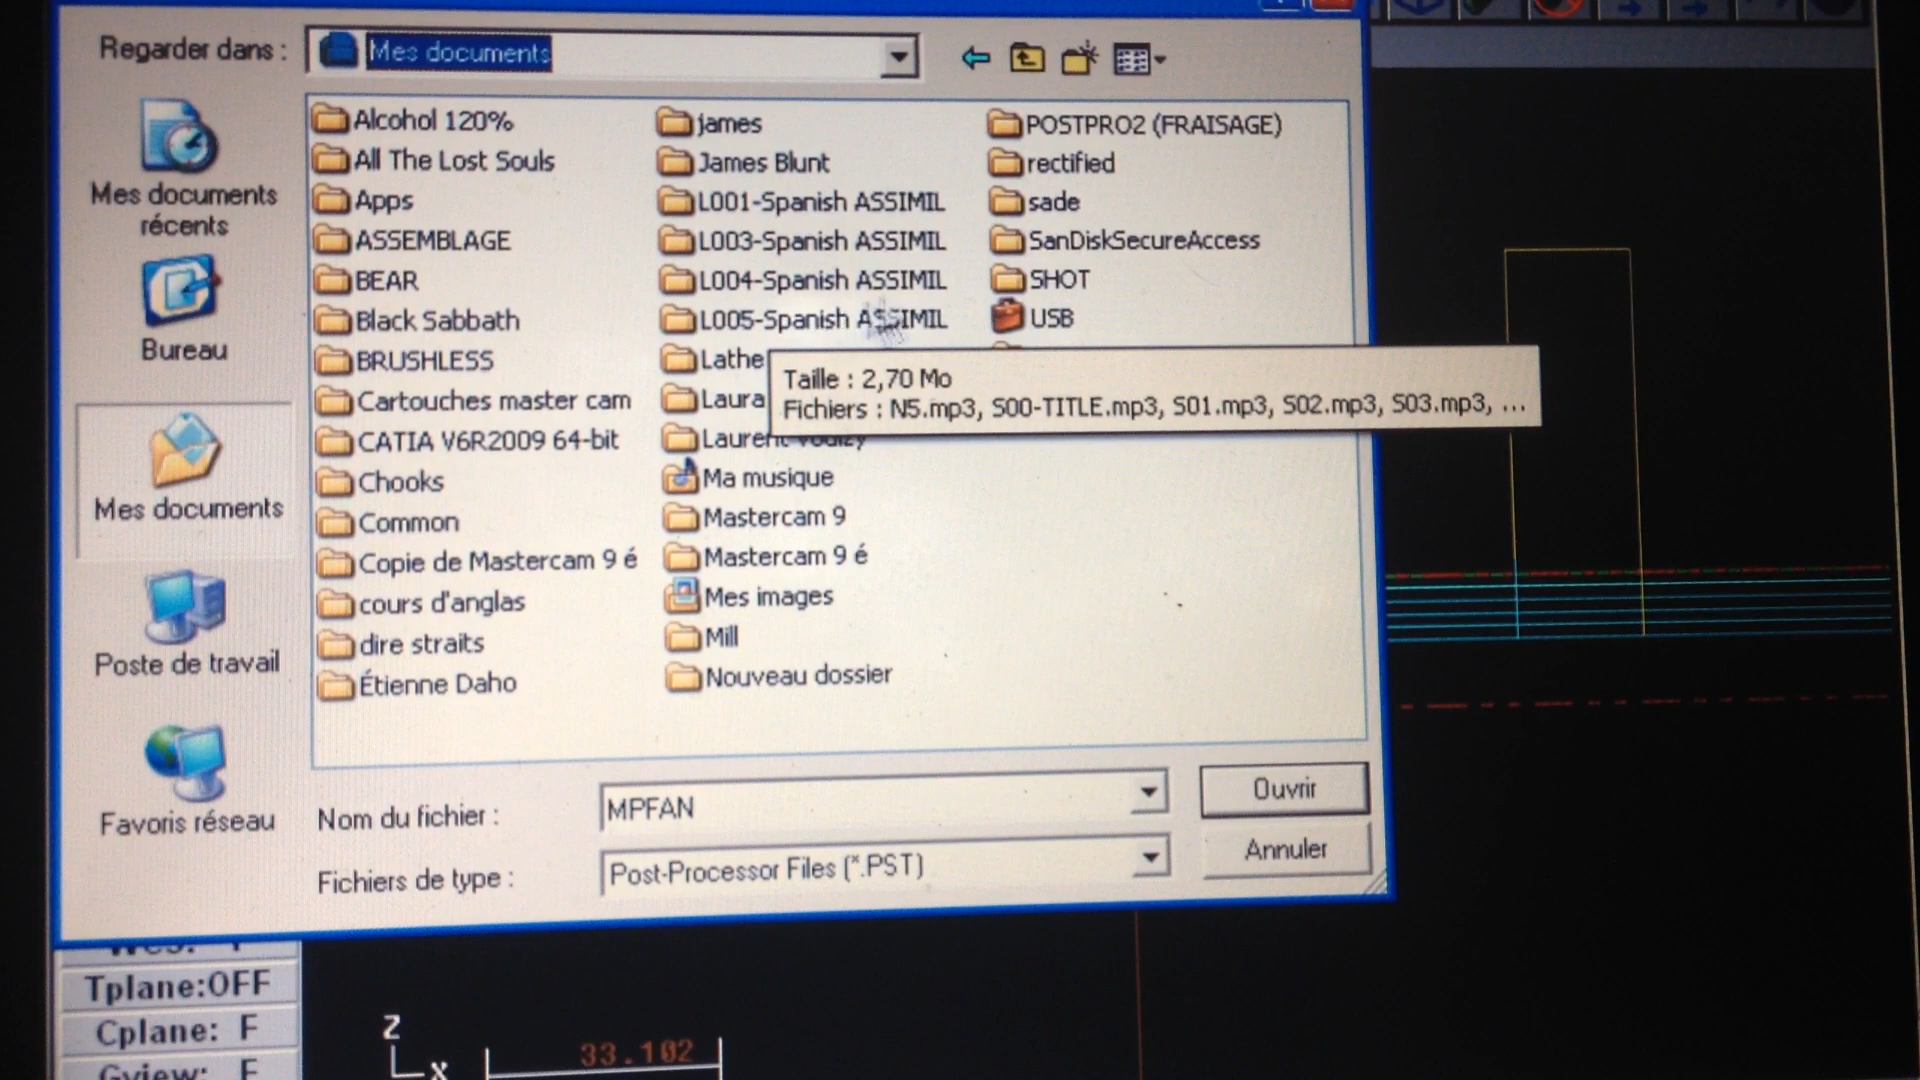 Regarder dans :
Mes documents
Mes documents
récents
Bureau
Mes documents
Poste de travail
Favoris réseau
Alcohol 120%
All The Lost Souls
Apps
ASSEMBLAGE
BEAR
Black Sabbath
BRUSHLESS
Cartouches master cam
CATIA V6R2009 64-bit
Chooks
Common
Copie de Mastercam 9 é
cours d'anglas
dire straits
Étienne Daho
james
James Blunt
L001-Spanish ASSIMIL
L003-Spanish ASSIMIL
L004-Spanish ASSIMIL
L005-Spanish ASSIMIL
Lathe
Laura
Laurent
Ma musique
Mastercam 9
Mastercam 9 é
Mes images
Mill
Nouveau dossier
POSTPRO2 (FRAISAGE)
rectified
sade
SanDiskSecureAccess
SHOT
USB
Taille : 2,70 Mo
Fichiers : N5.mp3, S00-TITLE.mp3, S01.mp3, S02.mp3, S03.mp3, ...
Nom du fichier :
MPFAN
Ouvrir
Fichiers de type :
Post-Processor Files (*.PST)
Annuler
Tplane:OFF
Cplane: F
Gview: F
Z
X
33.102